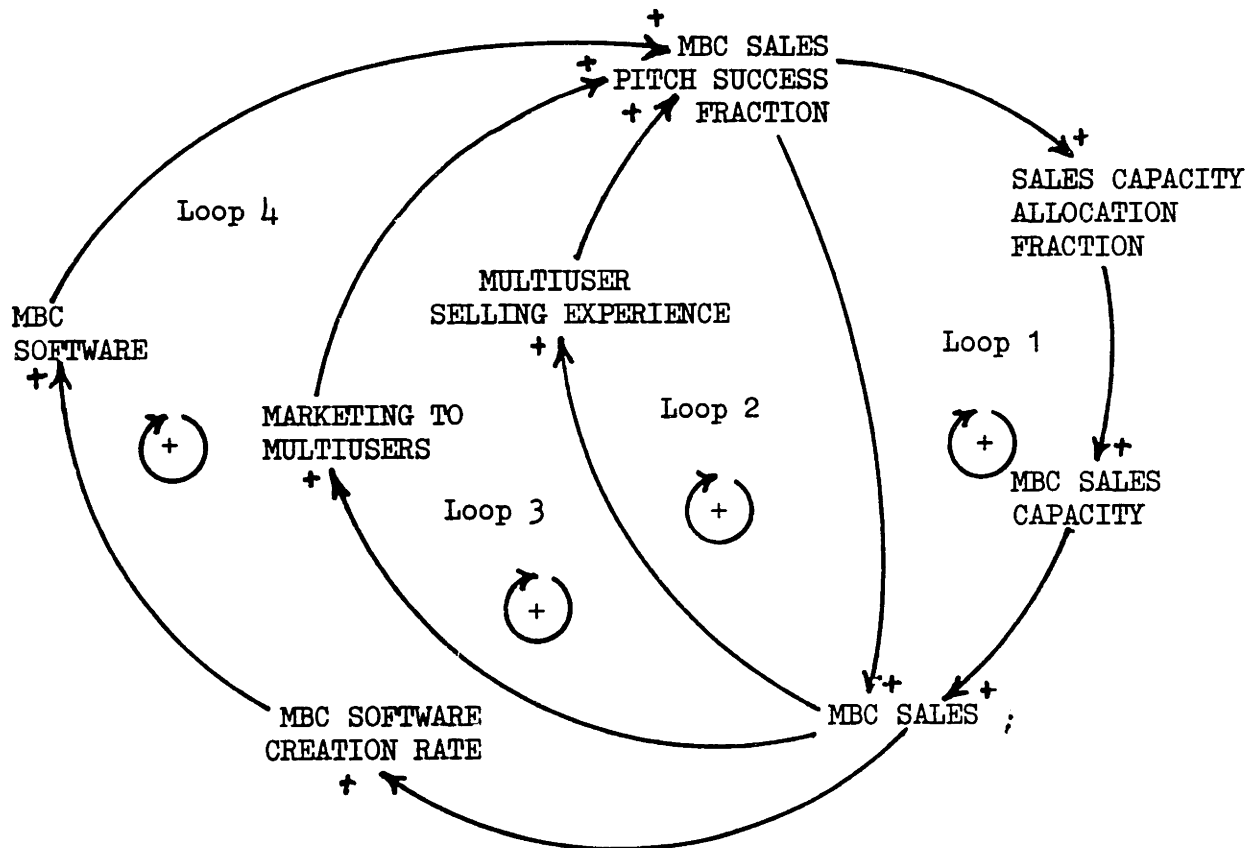 +
MBC SALES
+
PITCH SUCCESS
+ FRACTION
+
SALES CAPACITY
ALLOCATION
FRACTION
Loop 4
MULTIUSER
SELLING EXPERIENCE
+
MBC
SOFTWARE
+
Loop 1
MARKETING TO
MULTIUSERS
+
Loop 2
+
+
+
+
MBC SALES
CAPACITY
Loop 3
+
+
+ +
MBC SALES ;
MBC SOFTWARE
CREATION RATE
+